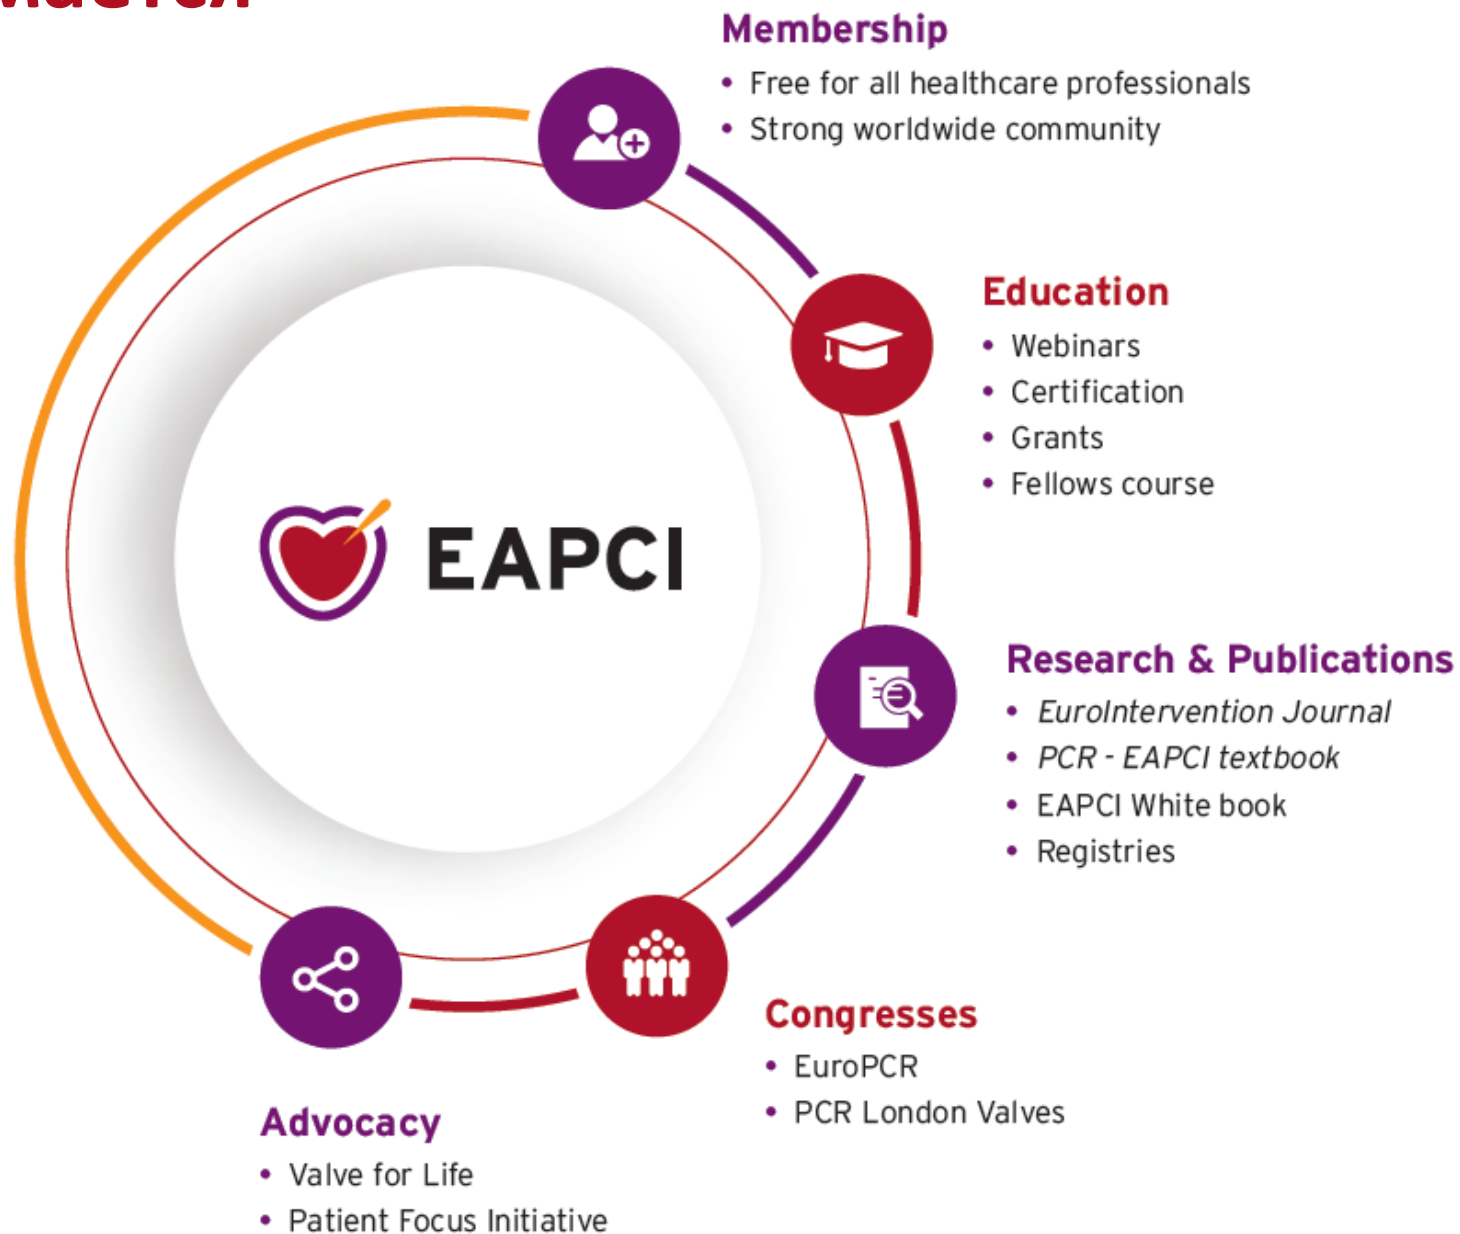 Membership
• Free for all healthcare professionals
• Strong worldwide community
Education
• Webinars
• Certification
• Grants
• Fellows course
EAPCI
Research & Publications
• EuroIntervention Journal
• PCR - EAPCI textbook
• EAPCI White book
• Registries
Congresses
• EuroPCR
• PCR London Valves
Advocacy
• Valve for Life
• Patient Focus Initiative